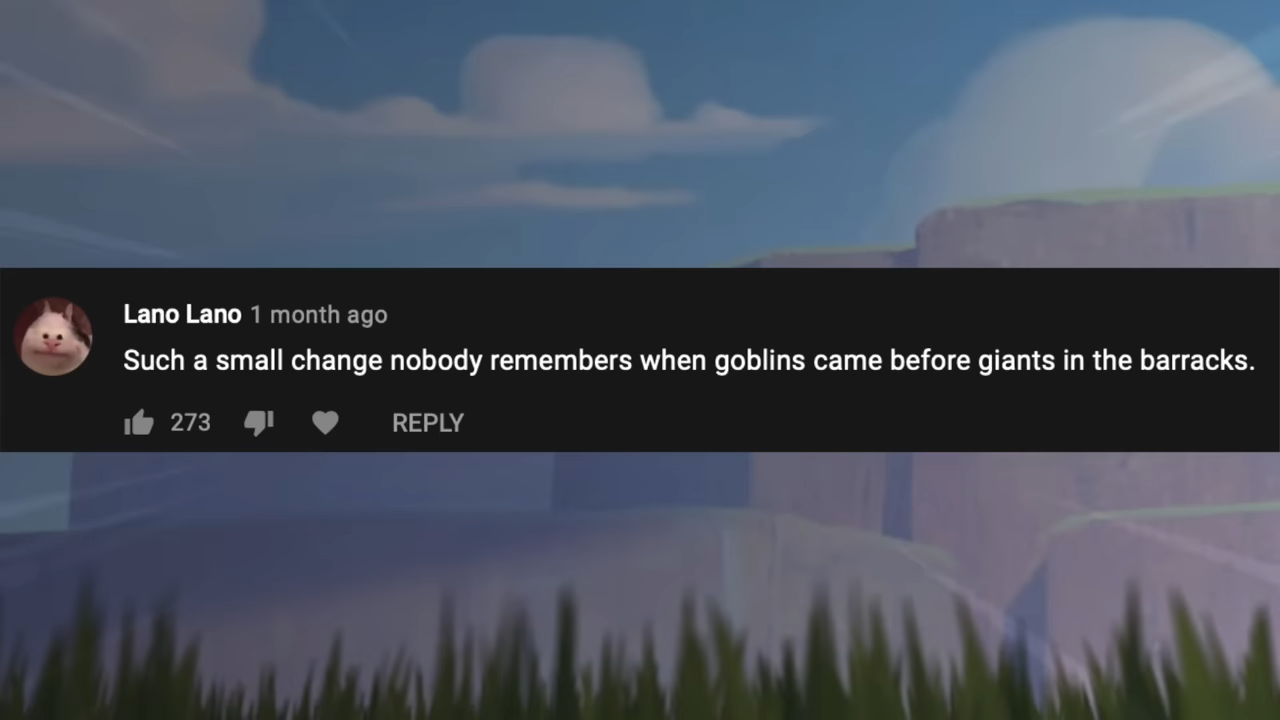 Lano Lano 1 month ago
Such a small change nobody remembers when goblins came before giants in the barracks.
273 REPLY